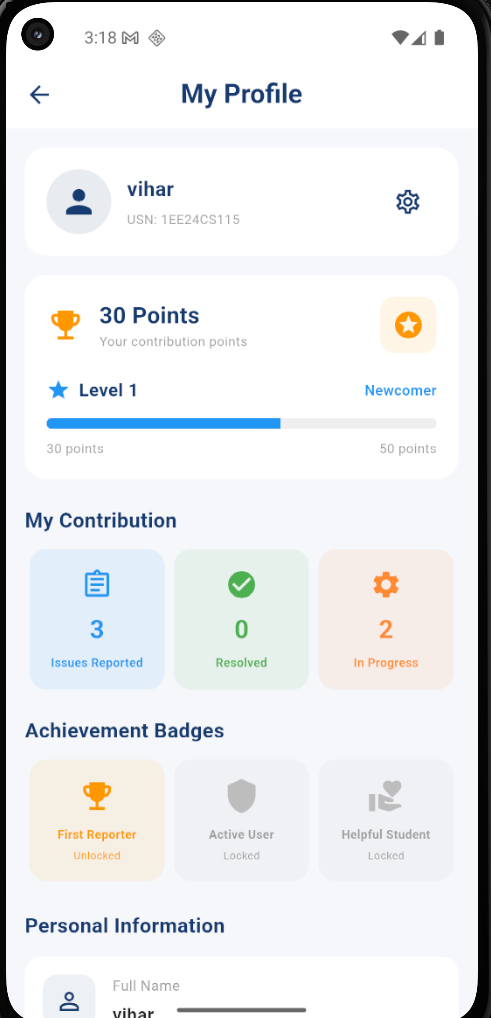 3:18
My Profile
vihar
USN: 1EE24CS115
30 Points
Your contribution points
Level 1
Newcomer
30 points
50 points
My Contribution
3
Issues Reported
0
Resolved
2
In Progress
Achievement Badges
First Reporter
Unlocked
Active User
Locked
Helpful Student
Locked
Personal Information
Full Name
vihar